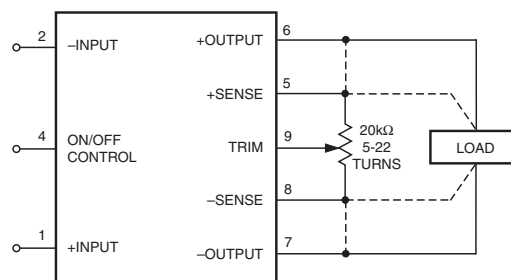 2
–INPUT
4
ON/OFF
CONTROL
1
+INPUT
+OUTPUT
6
+SENSE
5
TRIM
9
–SENSE
8
–OUTPUT
7
20kΩ
5-22
TURNS
LOAD